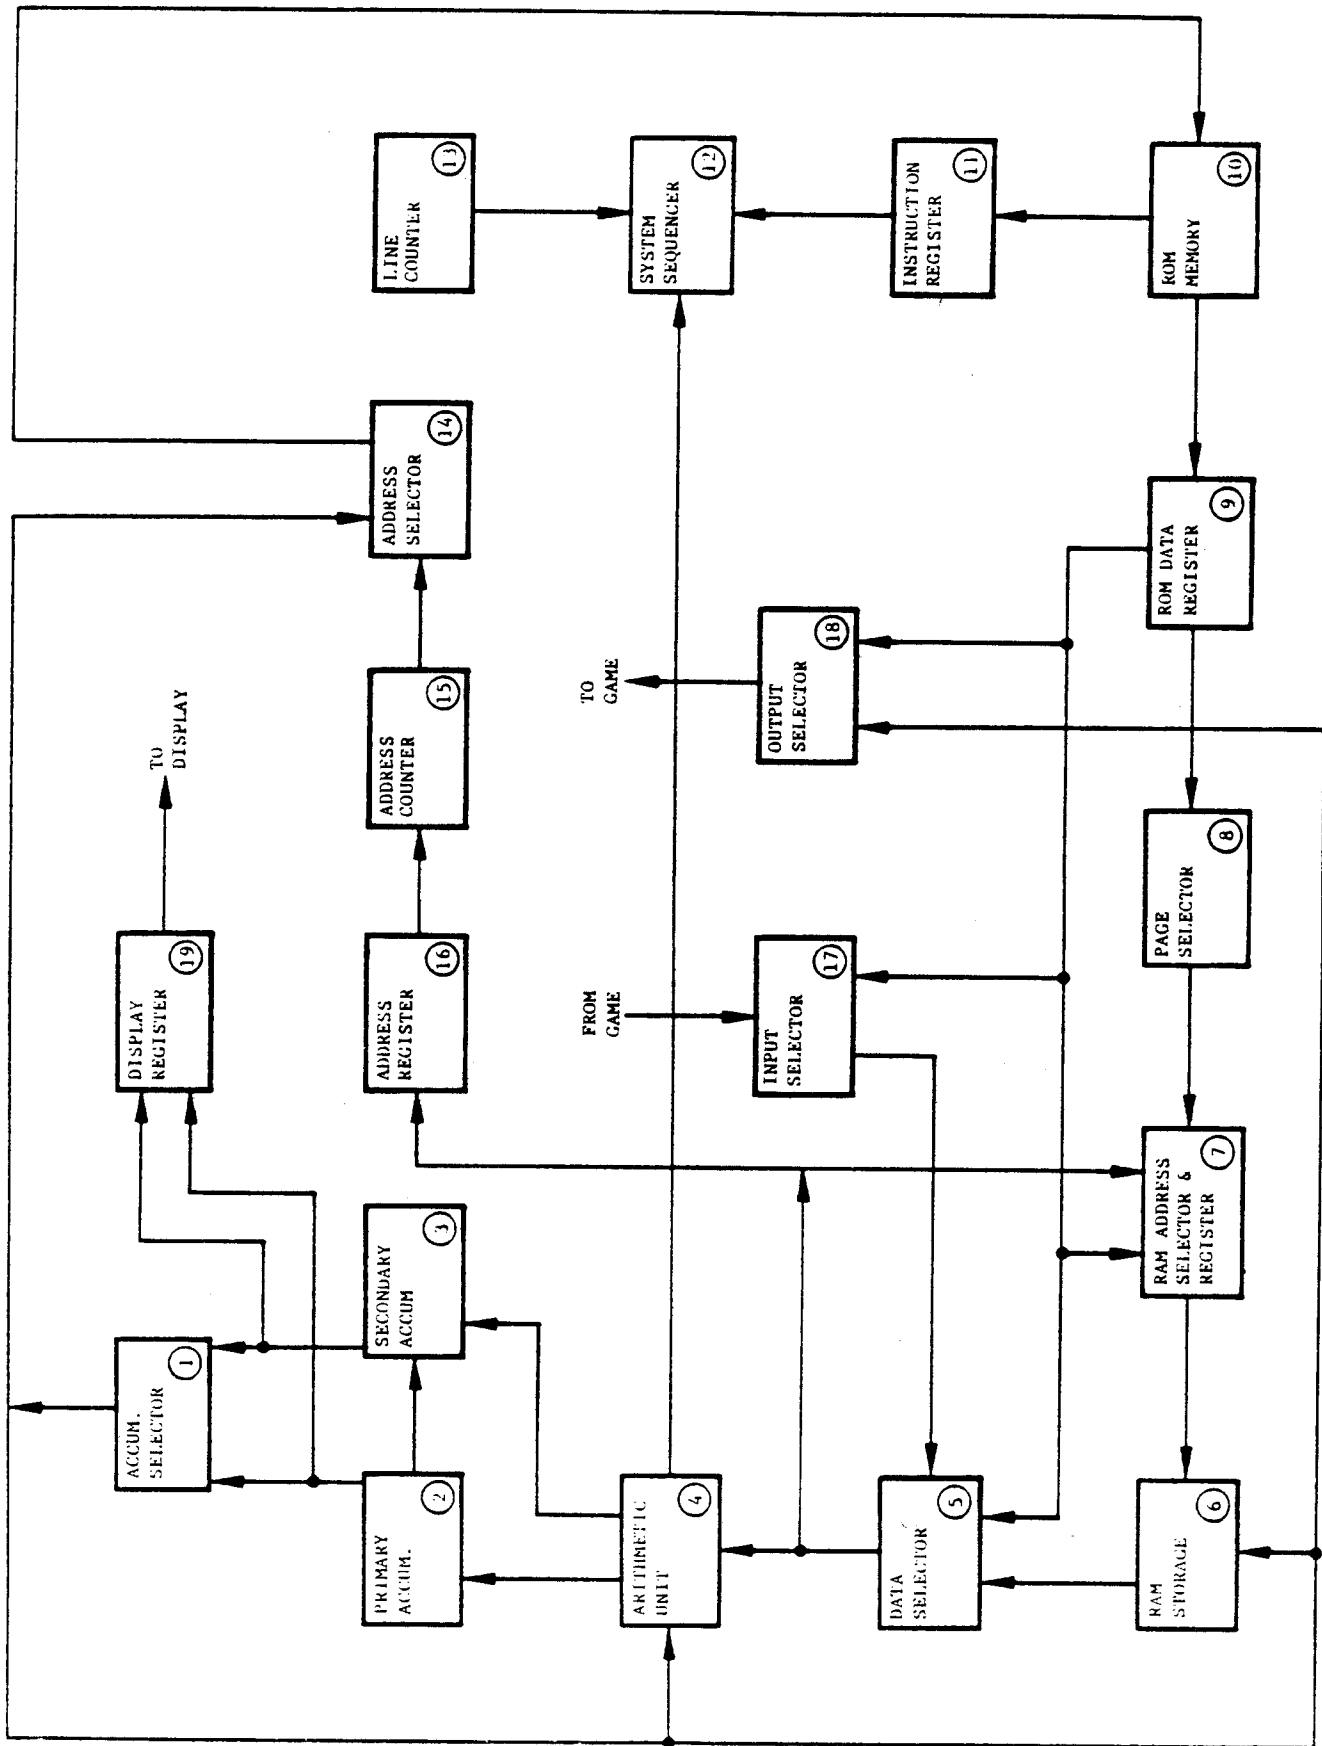 ACCUM.
SELECTOR
1
DISPLAY
REGISTER
19
TO
DISPLAY
PRIMARY
ACCUM.
2
SECONDARY
ACCUM
3
ADDRESS
REGISTER
16
ADDRESS
COUNTER
15
ADDRESS
SELECTOR
14
LINE
COUNTER
13
ARITHMETIC
UNIT
4
FROM
GAME
TO
GAME
SYSTEM
SEQUENCER
12
INPUT
SELECTOR
17
OUTPUT
SELECTOR
18
DATA
SELECTOR
5
INSTRUCTION
REGISTER
11
RAM
STORAGE
6
RAM ADDRESS
SELECTOR &
REGISTER
7
PAGE
SELECTOR
8
ROM DATA
REGISTER
9
ROM
MEMORY
10